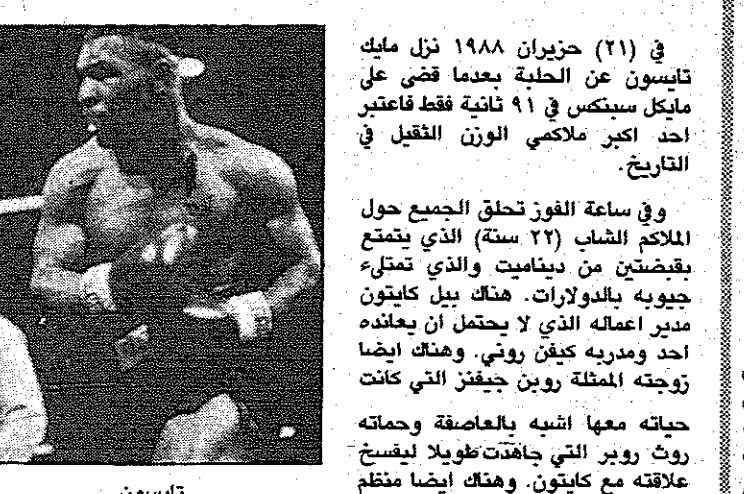 في (٢١) حزيران ١٩٨٨ نزل مايك
تايسون عن الحلبة بعدما قضى على
مايكل سبنكس في ٩١ ثانية فقط فاعتبر
احد اكبر ملاكمي الوزن الثقيل في
التاريخ.
وفي ساعة الفوز تحلق الجميع حول
الملاكم الشاب (٢٢ سنة) الذي يتمتع
بقبضتين من ديناميت والذي تمتلىء
جيوبه بالدولارات. هناك بيل كايتون
مدير اعماله الذي لا يحتمل ان يعانده
احد ومدربه كيفن روني. وهناك ايضا
زوجته الممثلة روبن جيفنز التي كانت
حياته معها اشبه بالعاصفة وحماته
روث روبر التي جاهدت طويلا ليفسخ
علاقته مع كايتون. وهناك ايضا منظم
تايسون